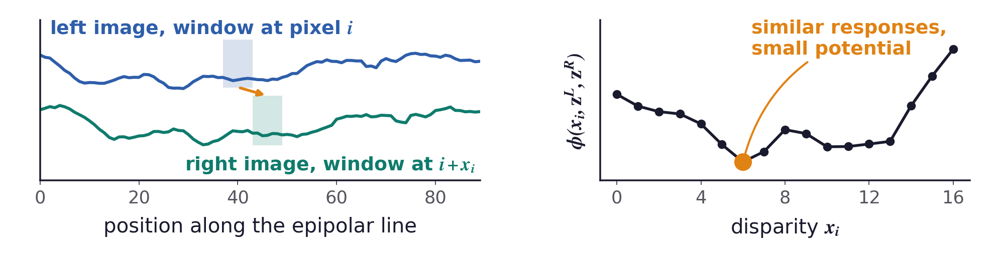 left image, window at pixel i
right image, window at i+xᵢ
0 20 40 60 80
position along the epipolar line
ϕ(xᵢ, zᴸ, zᴿ)
similar responses,
small potential
0 4 8 12 16
disparity xᵢ